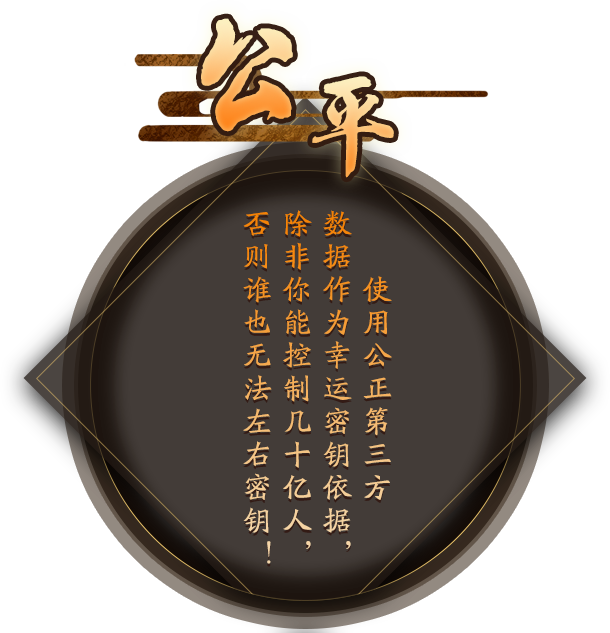 公平
使用公正第三方
数据作为幸运密钥依据，
除非你能控制几十亿人，
否则谁也无法左右密钥！